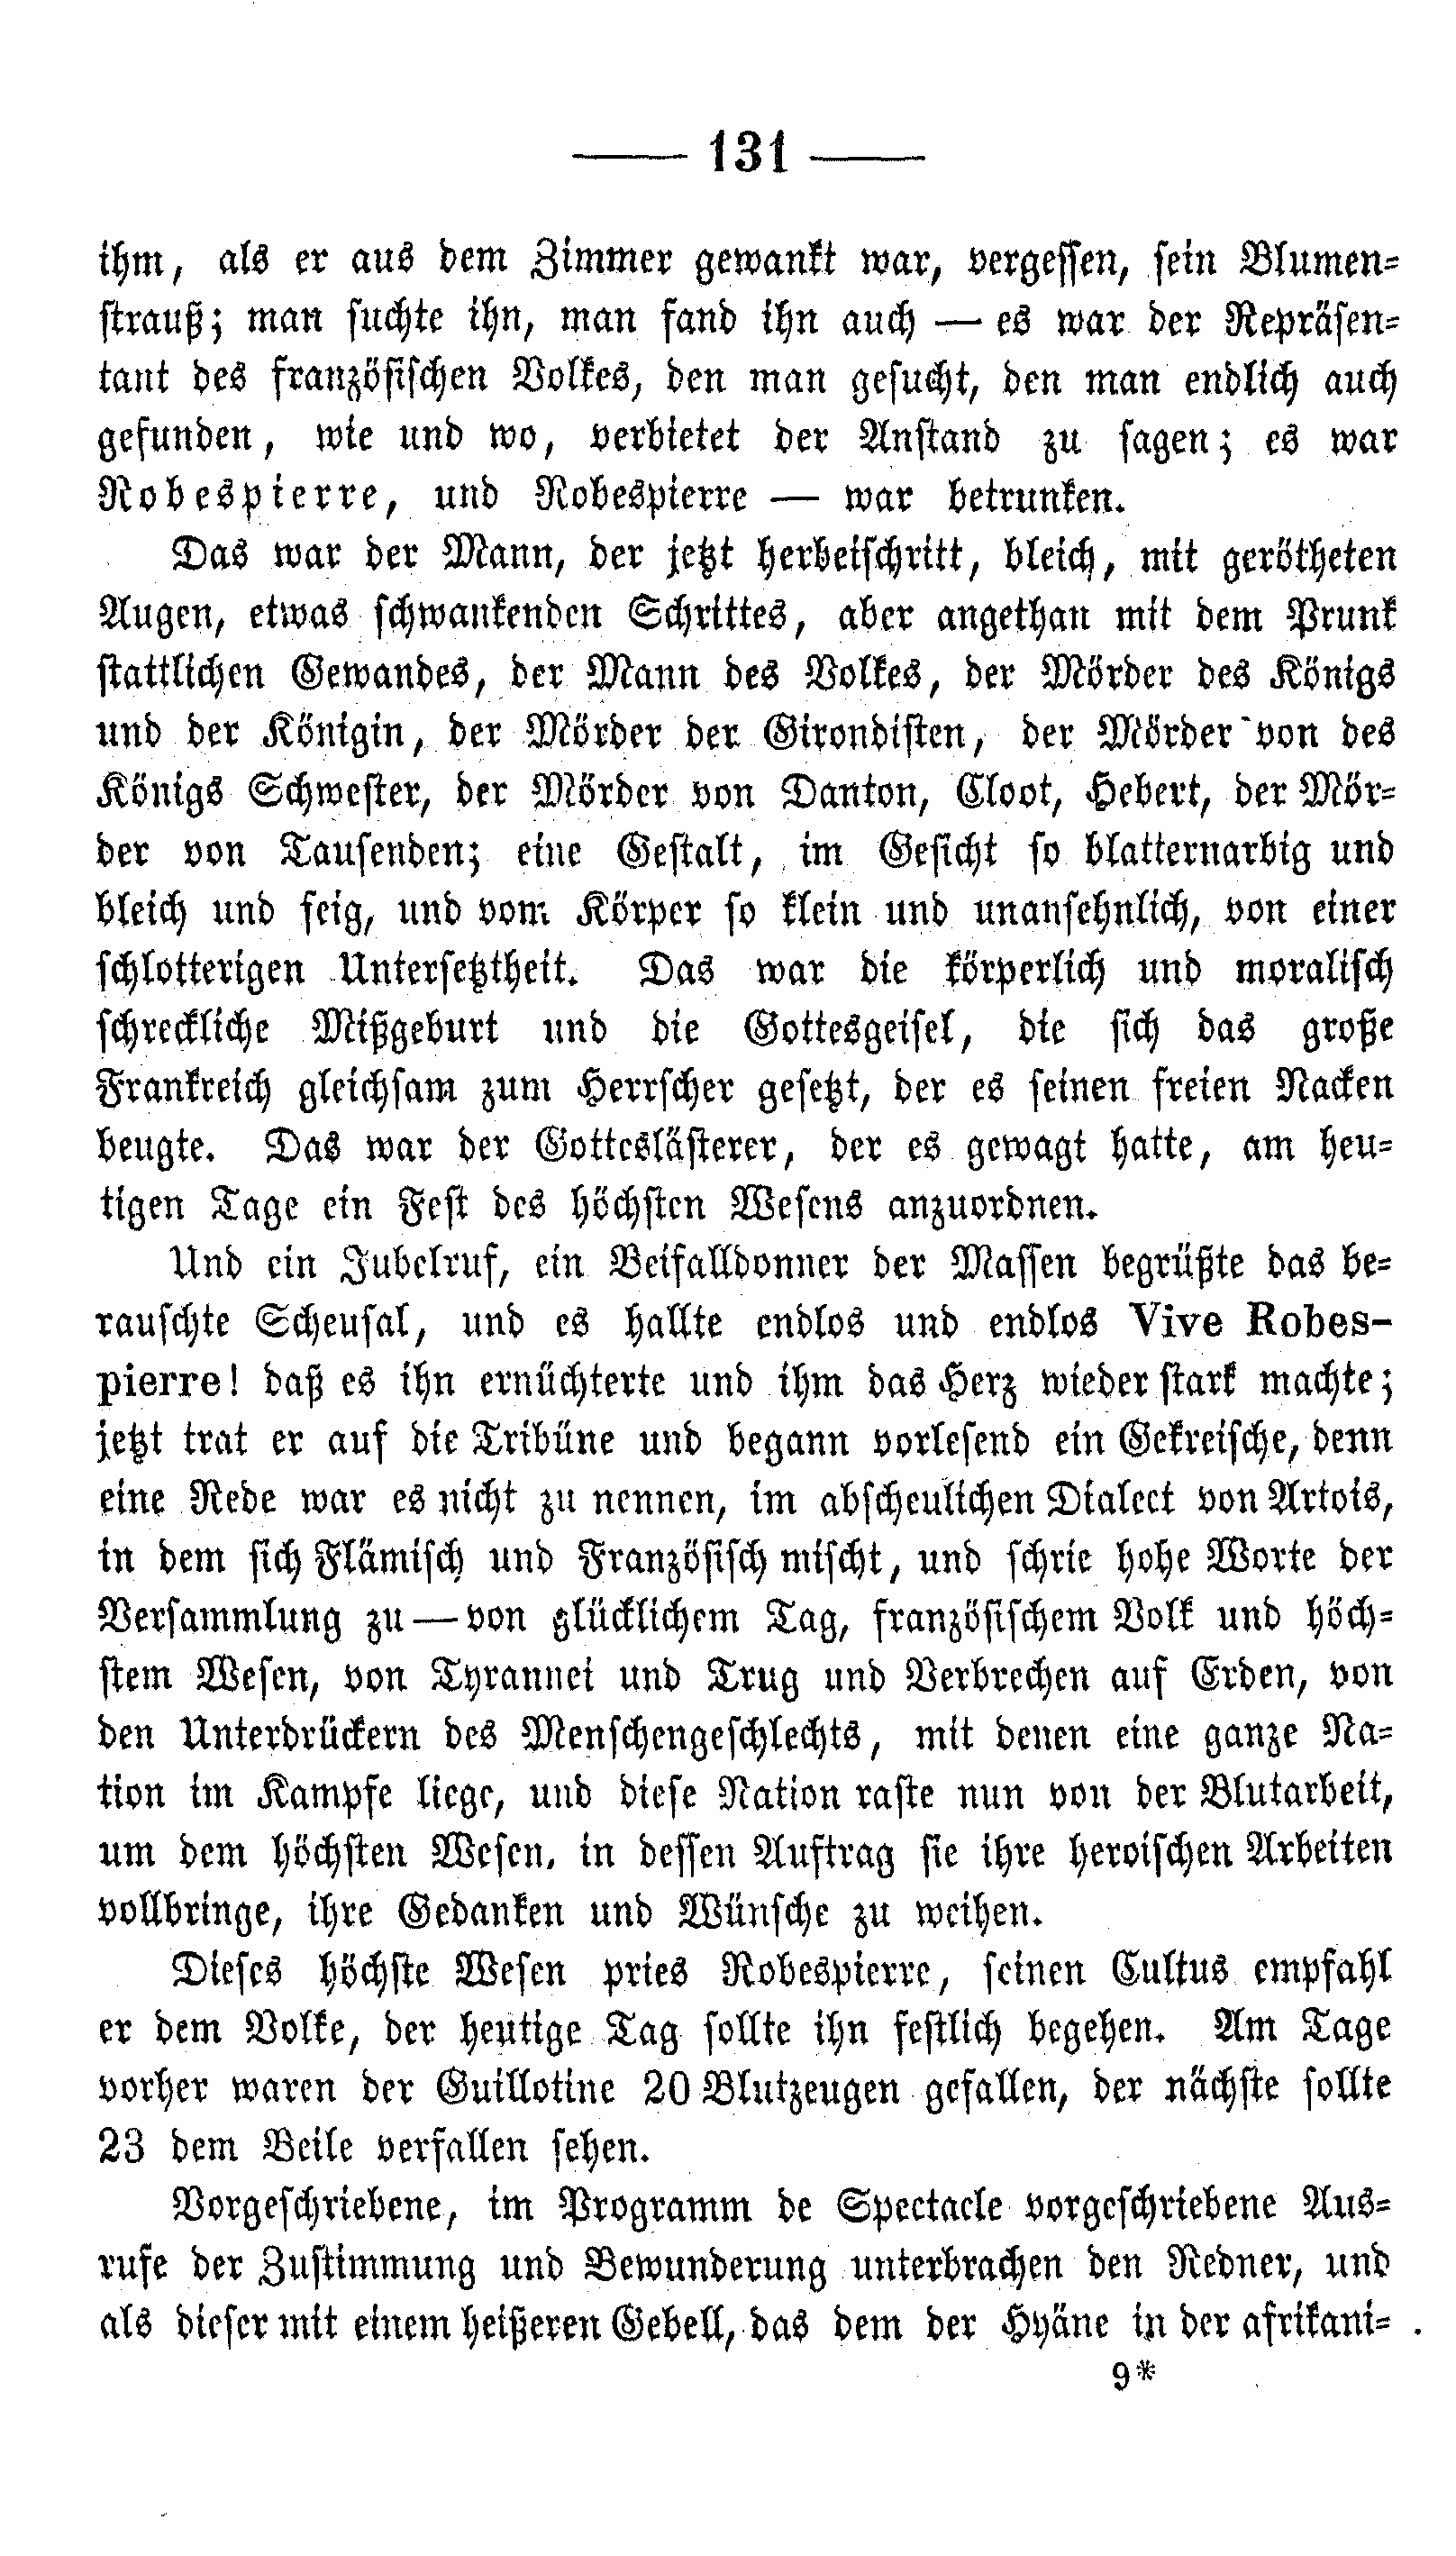 — 131 —
ihm, als er aus dem Zimmer gewankt war, vergessen, sein Blumen-
strauß; man suchte ihn, man fand ihn auch — es war der Repräsen-
tant des französischen Volkes, den man gesucht, den man endlich auch
gefunden, wie und wo, verbietet der Anstand zu sagen; es war
Robespierre, und Robespierre — war betrunken.
Das war der Mann, der jetzt herbeischritt, bleich, mit gerötheten
Augen, etwas schwankenden Schrittes, aber angethan mit dem Prunk
stattlichen Gewandes, der Mann des Volkes, der Mörder des Königs
und der Königin, der Mörder der Girondisten, der Mörder von des
Königs Schwester, der Mörder von Danton, Cloot, Hebert, der Mör-
der von Tausenden; eine Gestalt, im Gesicht so blatternarbig und
bleich und feig, und vom Körper so klein und unansehnlich, von einer
schlotterigen Untersetztheit. Das war die körperlich und moralisch
schreckliche Mißgeburt und die Gottesgeisel, die sich das große
Frankreich gleichsam zum Herrscher gesetzt, der es seinen freien Nacken
beugte. Das war der Gotteslästerer, der es gewagt hatte, am heu-
tigen Tage ein Fest des höchsten Wesens anzuordnen.
Und ein Jubelruf, ein Beifalldonner der Massen begrüßte das be-
rauschte Scheusal, und es hallte endlos und endlos Vive Robes-
pierre! daß es ihn ernüchterte und ihm das Herz wieder stark machte;
jetzt trat er auf die Tribüne und begann vorlesend ein Gekreische, denn
eine Rede war es nicht zu nennen, im abscheulichen Dialect von Artois,
in dem sich Flämisch und Französisch mischt, und schrie hohe Worte der
Versammlung zu — von glücklichem Tag, französischem Volk und höch-
stem Wesen, von Tyrannei und Trug und Verbrechen auf Erden, von
den Unterdrückern des Menschengeschlechts, mit denen eine ganze Na-
tion im Kampfe liege, und diese Nation raste nun von der Blutarbeit,
um dem höchsten Wesen, in dessen Auftrag sie ihre heroischen Arbeiten
vollbringe, ihre Gedanken und Wünsche zu weihen.
Dieses höchste Wesen pries Robespierre, seinen Cultus empfahl
er dem Volke, der heutige Tag sollte ihn festlich begehen. Am Tage
vorher waren der Guillotine 20 Blutzeugen gefallen, der nächste sollte
23 dem Beile verfallen sehen.
Vorgeschriebene, im Programm de Spectacle vorgeschriebene Aus-
rufe der Zustimmung und Bewunderung unterbrachen den Redner, und
als dieser mit einem heißeren Gebell, das dem der Hyäne in der afrikani-
9*